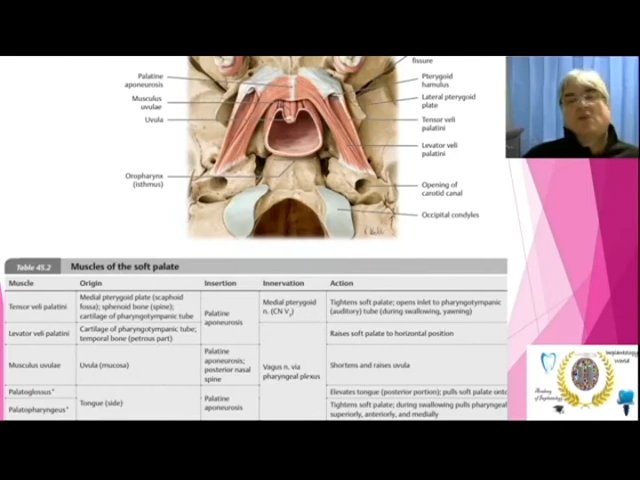 fissure
Palatine
aponeurosis
Pterygoid
hamulus
Musculus
uvulae
Lateral pterygoid
plate
Uvula
Tensor veli
palatini
Levator veli
palatini
Oropharynx
(isthmus)
Opening of
carotid canal
Occipital condyles
Table 45.2 Muscles of the soft palate
Muscle Origin Insertion Innervation Action
Tensor veli palatini
Medial pterygoid plate (scaphoid
fossa); sphenoid bone (spine);
cartilage of pharyngotympanic tube
Palatine
aponeurosis
Medial pterygoid
n. (CN V3)
Tightens soft palate; opens inlet to pharyngotympanic
(auditory) tube (during swallowing, yawning)
Levator veli palatini
Cartilage of pharyngotympanic tube;
temporal bone (petrous part)
Vagus n. via
pharyngeal plexus
Raises soft palate to horizontal position
Musculus uvulae
Uvula (mucosa)
Palatine
aponeurosis;
posterior nasal
spine
Shortens and raises uvula
Palatoglossus*
Tongue (side)
Palatine
aponeurosis
Elevates tongue (posterior portion); pulls soft palate onto
Palatopharyngeus*
Tightens soft palate; during swallowing pulls pharyngeal
superiorly, anteriorly, and medially
Implantology
world
Academy
of Implantology